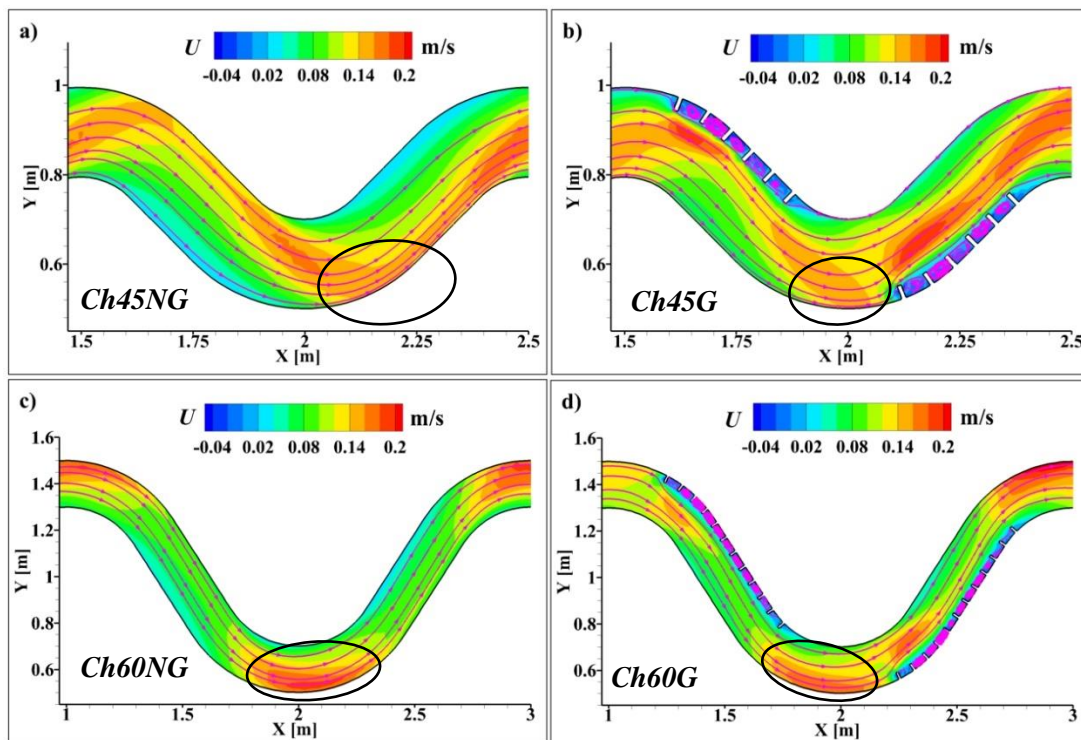 a)
U
m/s
-0.04 0.02 0.08 0.14 0.2
1
0.8
0.6
Y [m]
Ch45NG
1.5 1.75 2 2.25 2.5
X [m]
b)
U
m/s
-0.04 0.02 0.08 0.14 0.2
1
0.8
0.6
Y [m]
Ch45G
1.5 1.75 2 2.25 2.5
X [m]
c)
U
m/s
-0.04 0.02 0.08 0.14 0.2
1.6
1.4
1.2
1
0.8
0.6
Y [m]
Ch60NG
1 1.5 2 2.5 3
X [m]
d)
U
m/s
-0.04 0.02 0.08 0.14 0.2
1.6
1.4
1.2
1
0.8
0.6
Y [m]
Ch60G
1 1.5 2 2.5 3
X [m]